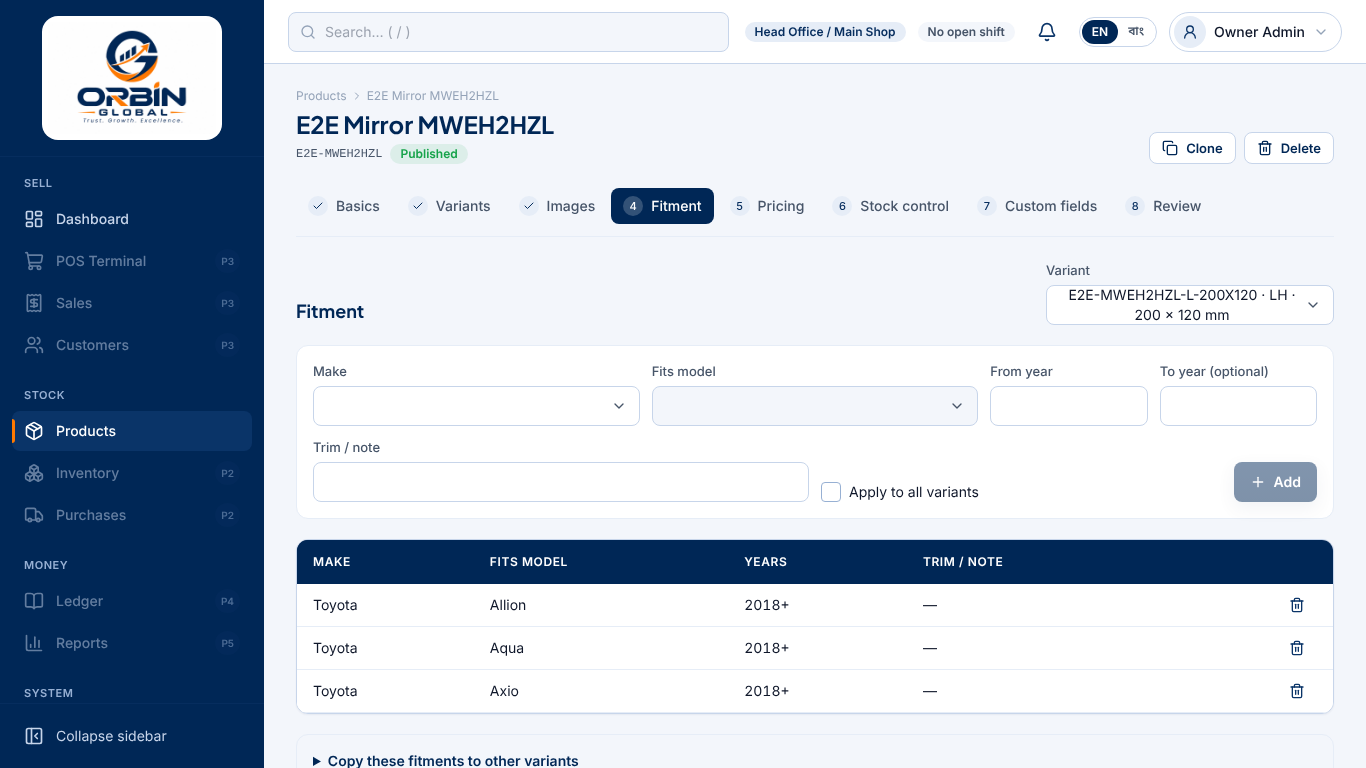 ORBIN
GLOBAL
Trust. Growth. Excellence.
Search... ( / )
Head Office / Main Shop
No open shift
EN
বাং
Owner Admin
SELL
Dashboard
POS Terminal P3
Sales P3
Customers P3
STOCK
Products
Inventory P2
Purchases P2
MONEY
Ledger P4
Reports P5
SYSTEM
Collapse sidebar
Products > E2E Mirror MWEH2HZL
E2E Mirror MWEH2HZL
E2E-MWEH2HZL Published
Clone Delete
Basics Variants Images 4 Fitment 5 Pricing 6 Stock control 7 Custom fields 8 Review
Variant
E2E-MWEH2HZL-L-200X120 · LH ·
200 × 120 mm
Fitment
Make Fits model From year To year (optional)
Trim / note
Apply to all variants
+ Add
MAKE FITS MODEL YEARS TRIM / NOTE
Toyota Allion 2018+ —
Toyota Aqua 2018+ —
Toyota Axio 2018+ —
Copy these fitments to other variants